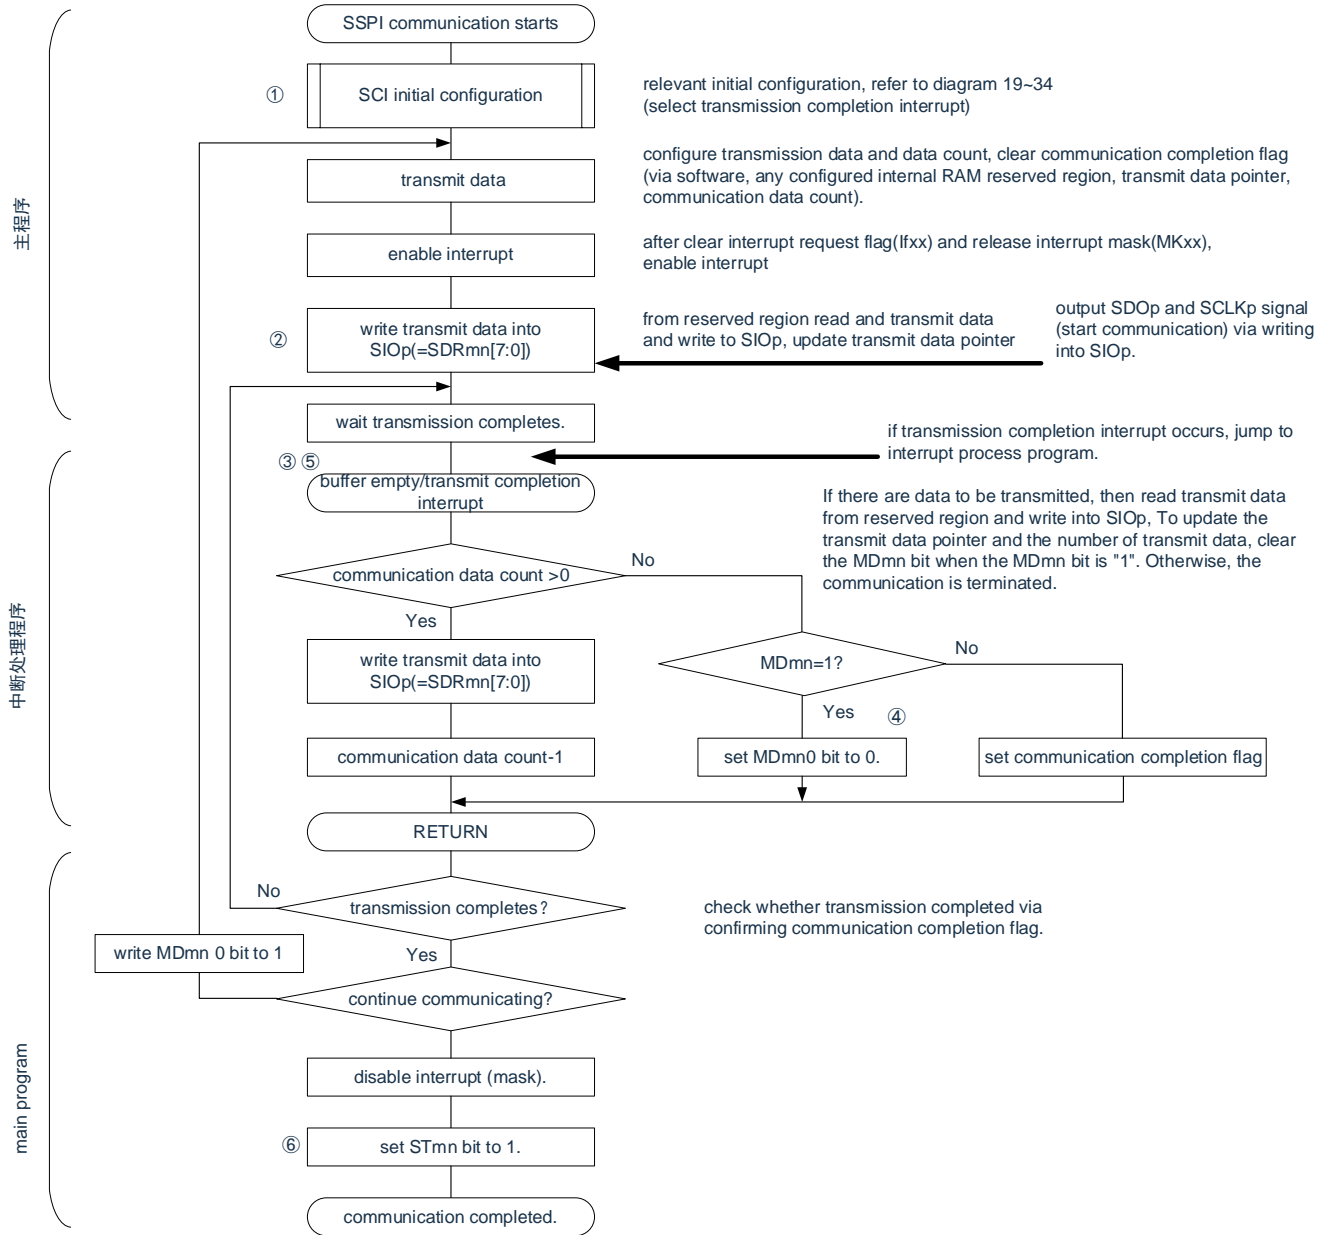 SSPI communication starts
①
SCI initial configuration
relevant initial configuration, refer to diagram 19~34
(select transmission completion interrupt)
transmit data
configure transmission data and data count, clear communication completion flag
(via software, any configured internal RAM reserved region, transmit data pointer,
communication data count).
主程序
enable interrupt
after clear interrupt request flag(Ifxx) and release interrupt mask(MKxx),
enable interrupt
②
write transmit data into
SIOp(=SDRmn[7:0])
from reserved region read and transmit data
and write to SIOp, update transmit data pointer
output SDOp and SCLKp signal
(start communication) via writing
into SIOp.
wait transmission completes.
if transmission completion interrupt occurs, jump to
interrupt process program.
③ ⑤
buffer empty/transmit completion
interrupt
If there are data to be transmitted, then read transmit data
from reserved region and write into SIOp, To update the
transmit data pointer and the number of transmit data, clear
the MDmn bit when the MDmn bit is "1". Otherwise, the
communication is terminated.
communication data count >0
No
Yes
中断处理程序
write transmit data into
SIOp(=SDRmn[7:0])
MDmn=1?
No
Yes
④
communication data count-1
set MDmn0 bit to 0.
set communication completion flag
RETURN
No
transmission completes?
check whether transmission completed via
confirming communication completion flag.
write MDmn 0 bit to 1
Yes
continue communicating?
main program
disable interrupt (mask).
⑥
set STmn bit to 1.
communication completed.